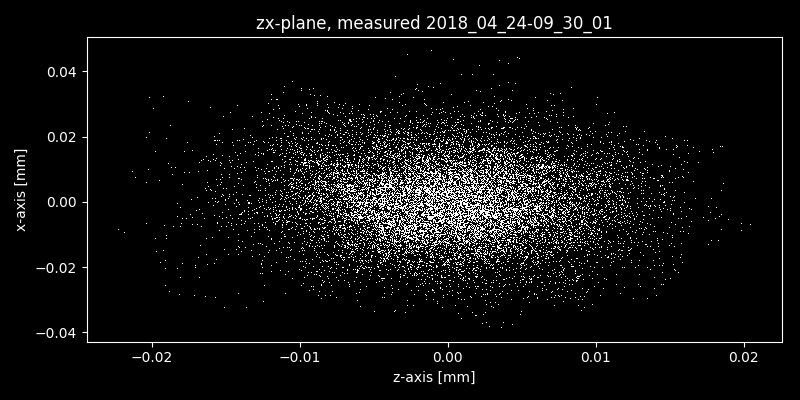 zx-plane, measured 2018_04_24-09_30_01
0.04
0.02
0.00
−0.02
−0.04
x-axis [mm]
−0.02 −0.01 0.00 0.01 0.02
z-axis [mm]